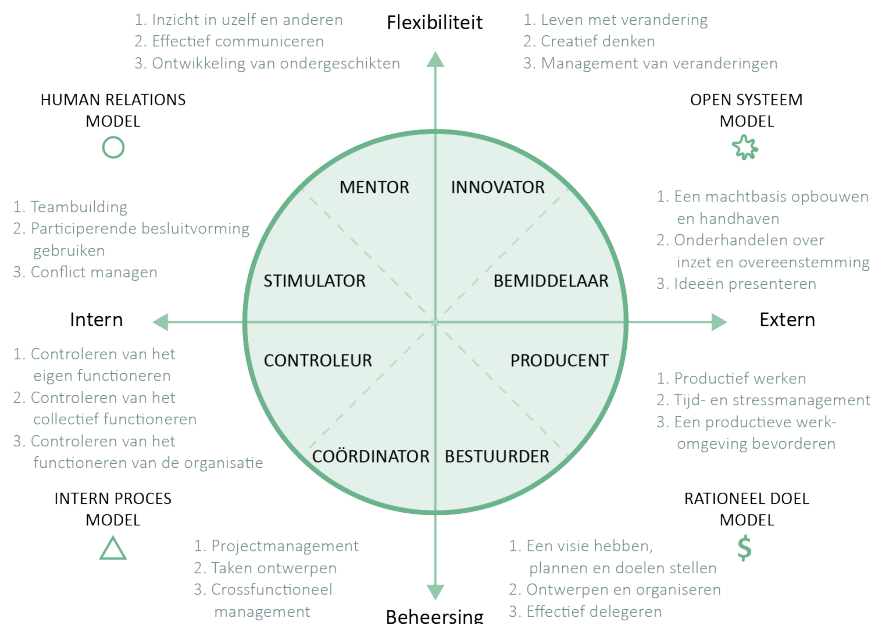 1. Inzicht in uzelf en anderen
2. Effectief communiceren
3. Ontwikkeling van ondergeschikten
Flexibiliteit
1. Leven met verandering
2. Creatief denken
3. Management van veranderingen
HUMAN RELATIONS
MODEL
OPEN SYSTEEM
MODEL
MENTOR
INNOVATOR
1. Teambuilding
2. Participerende besluitvorming
gebruiken
3. Conflict managen
1. Een machtbasis opbouwen
en handhaven
2. Onderhandelen over
inzet en overeenstemming
3. Ideeën presenteren
STIMULATOR
BEMIDDELAAR
Intern
Extern
1. Controleren van het
eigen functioneren
2. Controleren van het
collectief functioneren
3. Controleren van het
functioneren van de organisatie
CONTROLEUR
PRODUCENT
1. Productief werken
2. Tijd- en stressmanagement
3. Een productieve werk-
omgeving bevorderen
COÖRDINATOR
BESTUURDER
INTERN PROCES
MODEL
RATIONEEL DOEL
MODEL
$
1. Projectmanagement
2. Taken ontwerpen
3. Crossfunctioneel
management
1. Een visie hebben,
plannen en doelen stellen
2. Ontwerpen en organiseren
3. Effectief delegeren
Beheersing